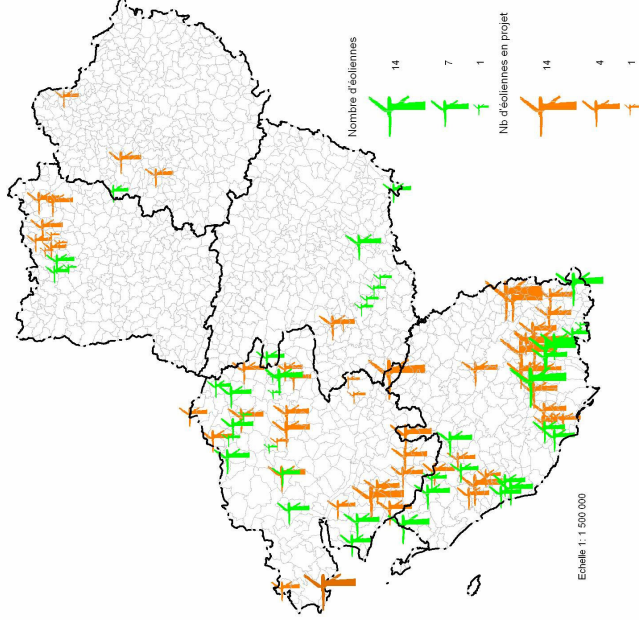 Nombre d'éoliennes
14
7
1
Nb d'éoliennes en projet
14
4
1
Echelle 1: 1 500 000